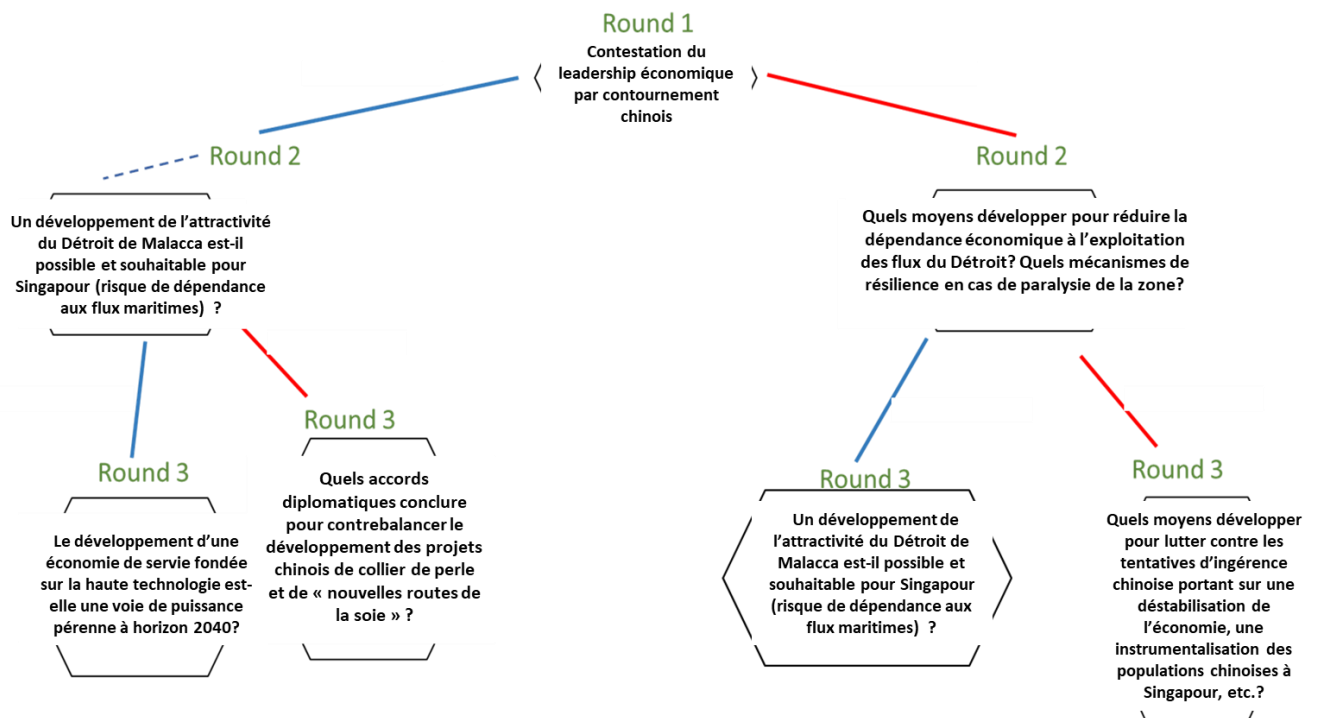 Round 1
Contestation du
leadership économique
par contournement
chinois
Round 2
Un développement de l’attractivité
du Détroit de Malacca est-il
possible et souhaitable pour
Singapour (risque de dépendance
aux flux maritimes) ?
Round 2
Quels moyens développer pour réduire la
dépendance économique à l’exploitation
des flux du Détroit? Quels mécanismes de
résilience en cas de paralysie de la zone?
Round 3
Le développement d’une
économie de servie fondée
sur la haute technologie est-
elle une voie de puissance
pérenne à horizon 2040?
Round 3
Quels accords
diplomatiques conclure
pour contrebalancer le
développement des projets
chinois de collier de perle
et de « nouvelles routes de
la soie » ?
Round 3
Un développement de
l’attractivité du Détroit de
Malacca est-il possible et
souhaitable pour Singapour
(risque de dépendance aux
flux maritimes) ?
Round 3
Quels moyens développer
pour lutter contre les
tentatives d’ingérence
chinoise portant sur une
déstabilisation de
l’économie, une
instrumentalisation des
populations chinoises à
Singapour, etc.?